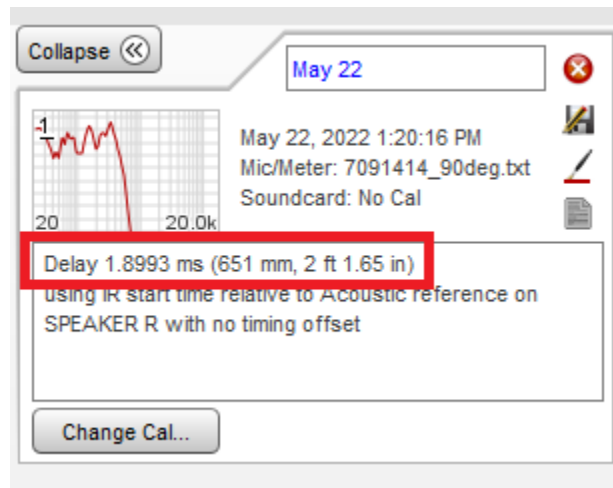 Collapse
May 22
1
20 20.0k
May 22, 2022 1:20:16 PM
Mic/Meter: 7091414_90deg.txt
Soundcard: No Cal
Delay 1.8993 ms (651 mm, 2 ft 1.65 in)
using IR start time relative to Acoustic reference on
SPEAKER R with no timing offset
Change Cal...